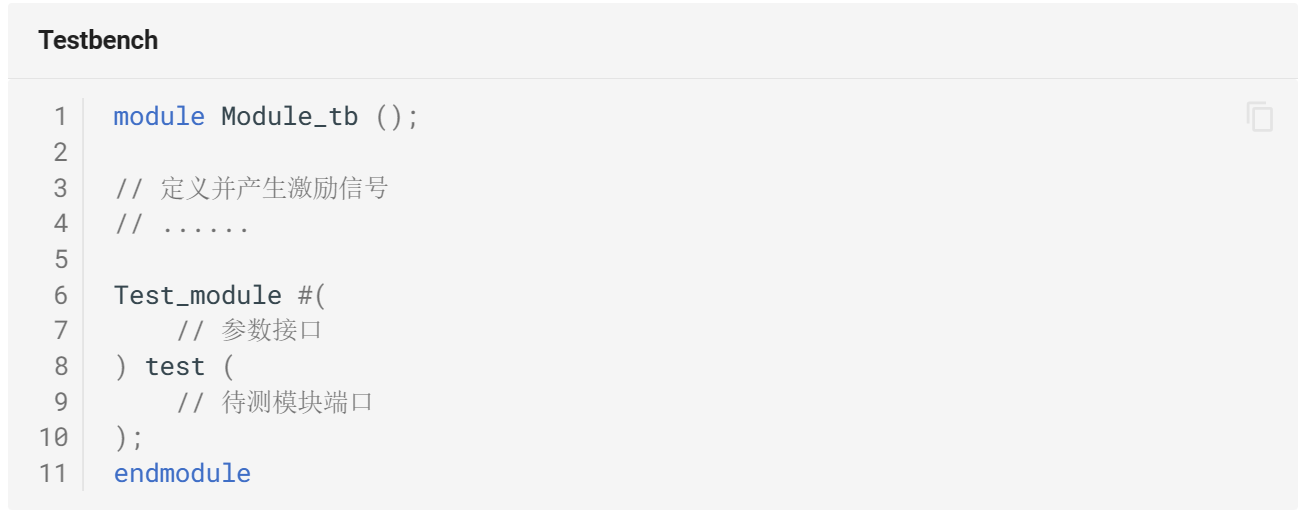 Testbench
1 module Module_tb ();
2
3 // 定义并产生激励信号
4 // ......
5
6 Test_module #(
7     // 参数接口
8 ) test (
9     // 待测模块端口
10 );
11 endmodule